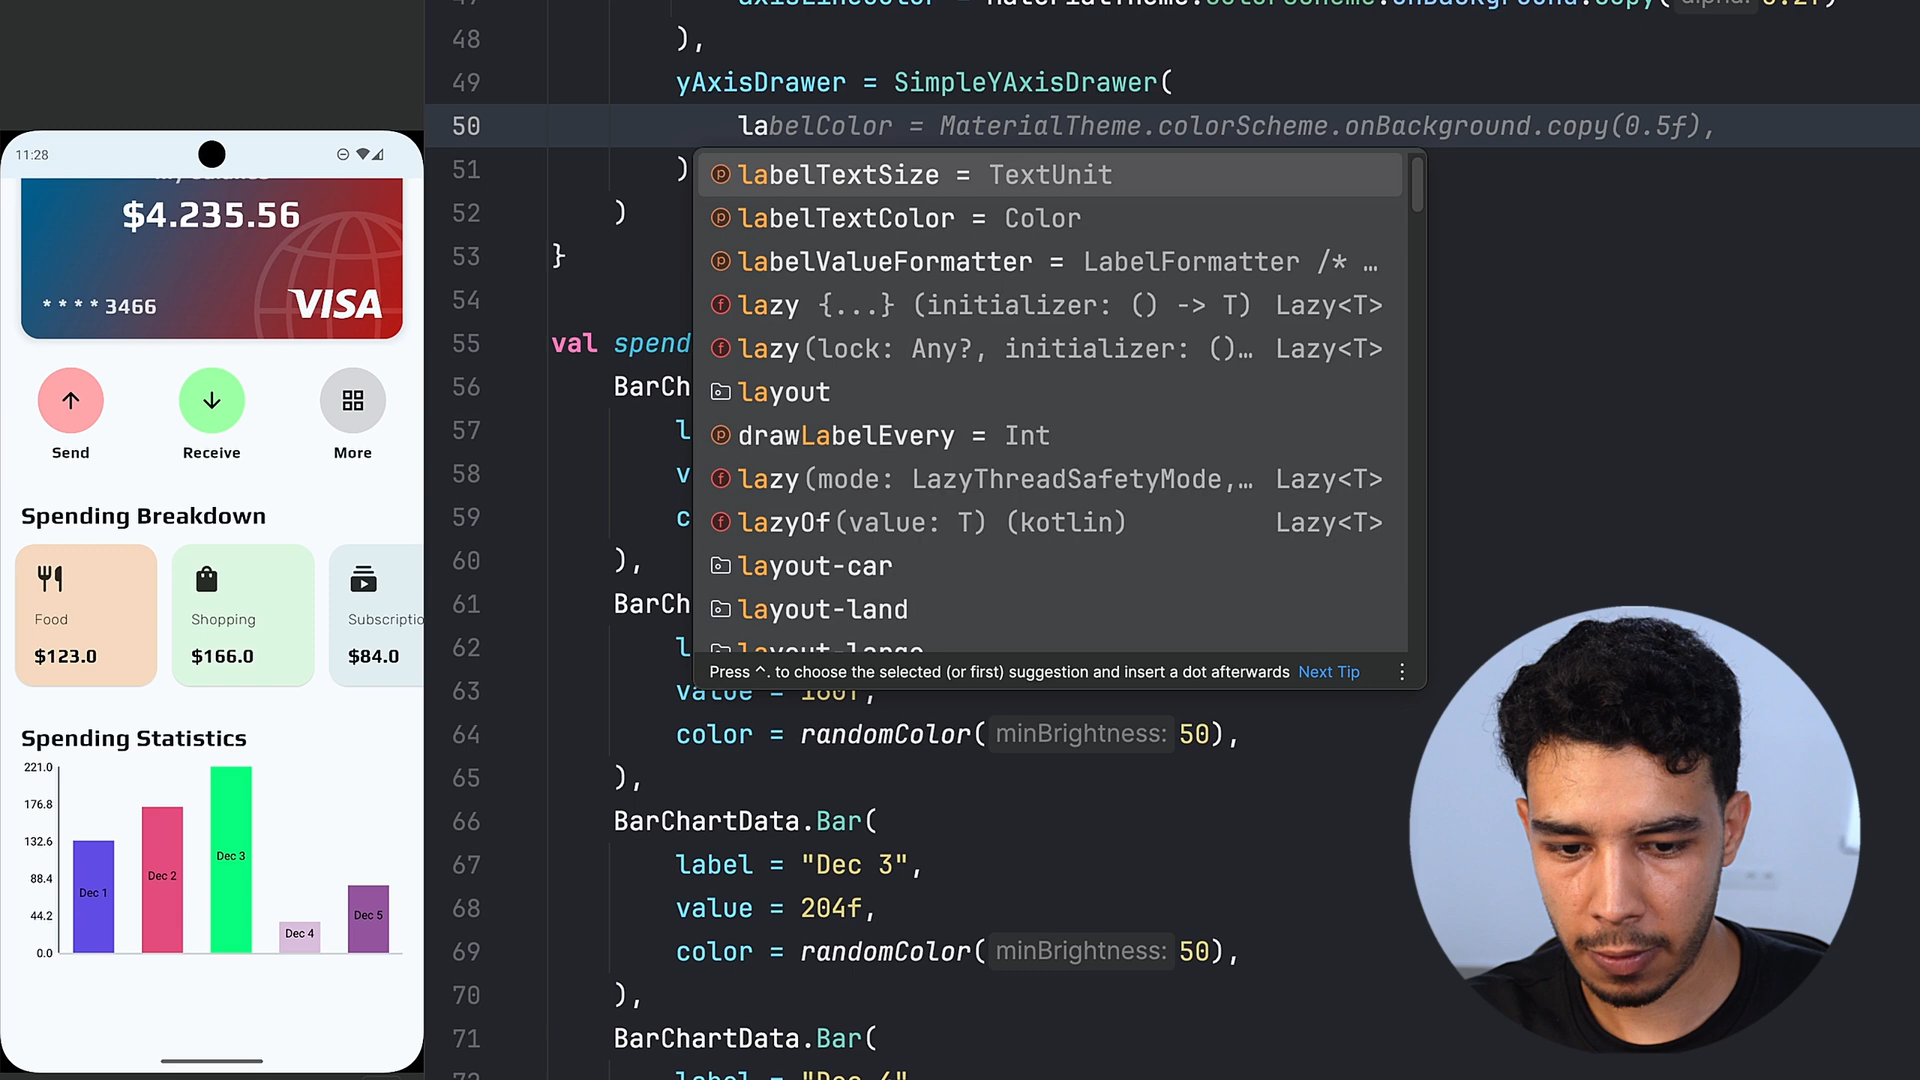 11:28
$4.235.56
* * * * 3466
VISA
Send
Receive
More
Spending Breakdown
Food
$123.0
Shopping
$166.0
Subscriptio
$84.0
Spending Statistics
221.0
176.8
132.6
88.4
44.2
0.0
Dec 1
Dec 2
Dec 3
Dec 4
Dec 5
48 ),
49 yAxisDrawer = SimpleYAxisDrawer(
50 labelColor = MaterialTheme.colorScheme.onBackground.copy(0.5f),
51 )
52 )
53 }
54
55 val spend
56 BarCh
57 l
58 v
59 c
60 ),
61 BarCh
62 l
63 value = 180f,
64 color = randomColor( minBrightness: 50),
65 ),
66 BarChartData.Bar(
67 label = "Dec 3",
68 value = 204f,
69 color = randomColor( minBrightness: 50),
70 ),
71 BarChartData.Bar(
labelTextSize = TextUnit
labelTextColor = Color
labelValueFormatter = LabelFormatter /* …
lazy {...} (initializer: () -> T) Lazy<T>
lazy(lock: Any?, initializer: ()… Lazy<T>
layout
drawLabelEvery = Int
lazy(mode: LazyThreadSafetyMode,… Lazy<T>
lazyOf(value: T) (kotlin) Lazy<T>
layout-car
layout-land
layout-large
Press ^. to choose the selected (or first) suggestion and insert a dot afterwards Next Tip